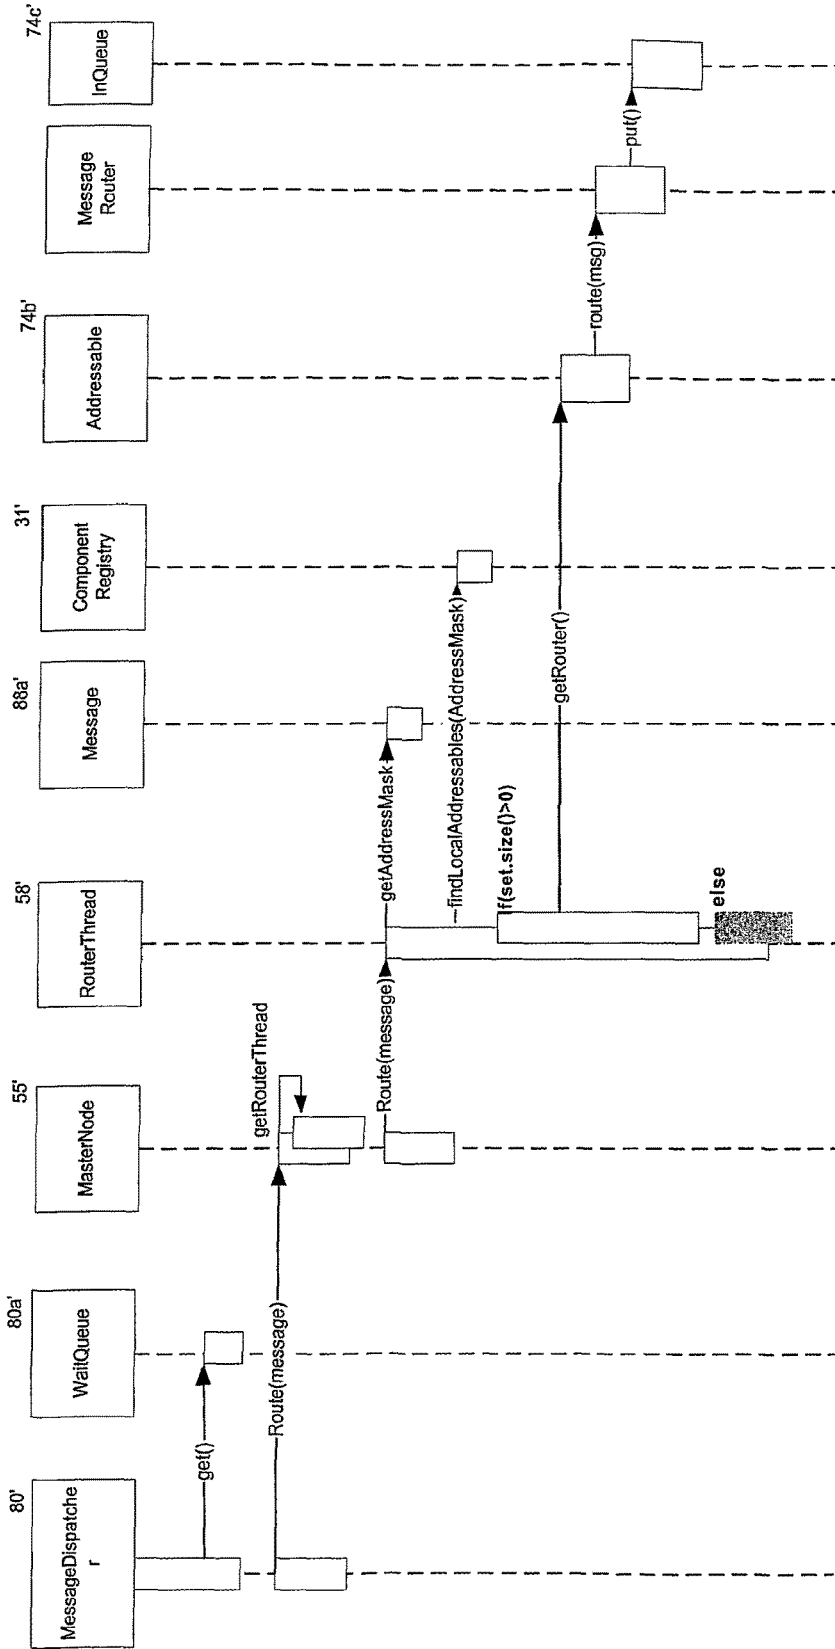 80'
80a'
55'
58'
88a'
31'
74b'
74c'
MessageDispatche
r
WaitQueue
MasterNode
RouterThread
Message
Component
Registry
Addressable
Message
Router
InQueue
get()
Route(message)
getRouterThread
Route(message)
getAddressMask
findLocalAddressables(AddressMask)
if(set.size()>0)
getRouter()
route(msg)
put()
else